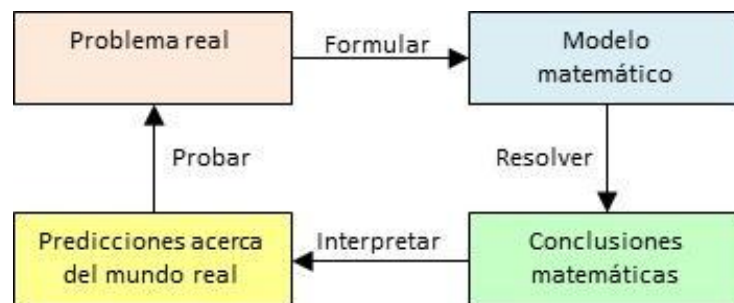 Problema real
Formular
Modelo
matemático
Probar
Resolver
Predicciones acerca
del mundo real
Interpretar
Conclusiones
matemáticas